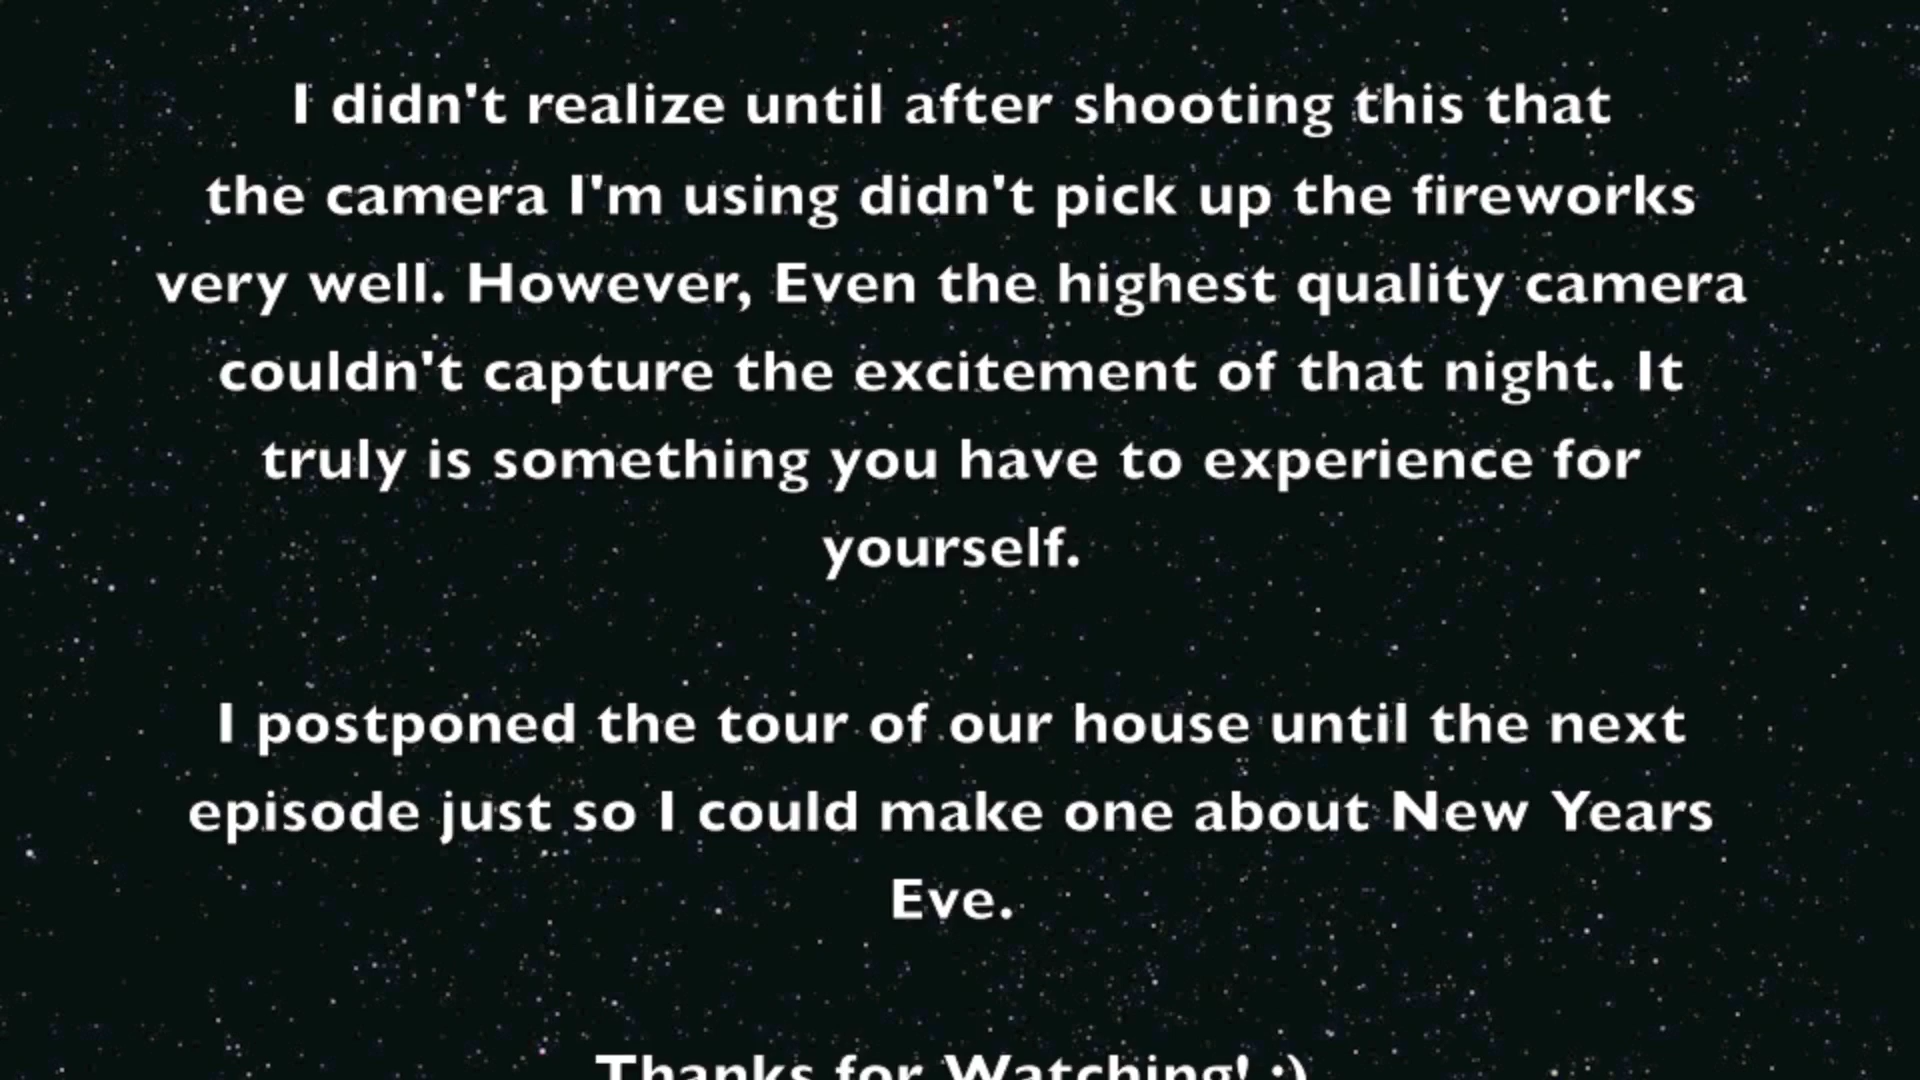 I didn't realize until after shooting this that
the camera I'm using didn't pick up the fireworks
very well. However, Even the highest quality camera
couldn't capture the excitement of that night. It
truly is something you have to experience for
yourself.
I postponed the tour of our house until the next
episode just so I could make one about New Years
Eve.
Thanks for Watching! :)